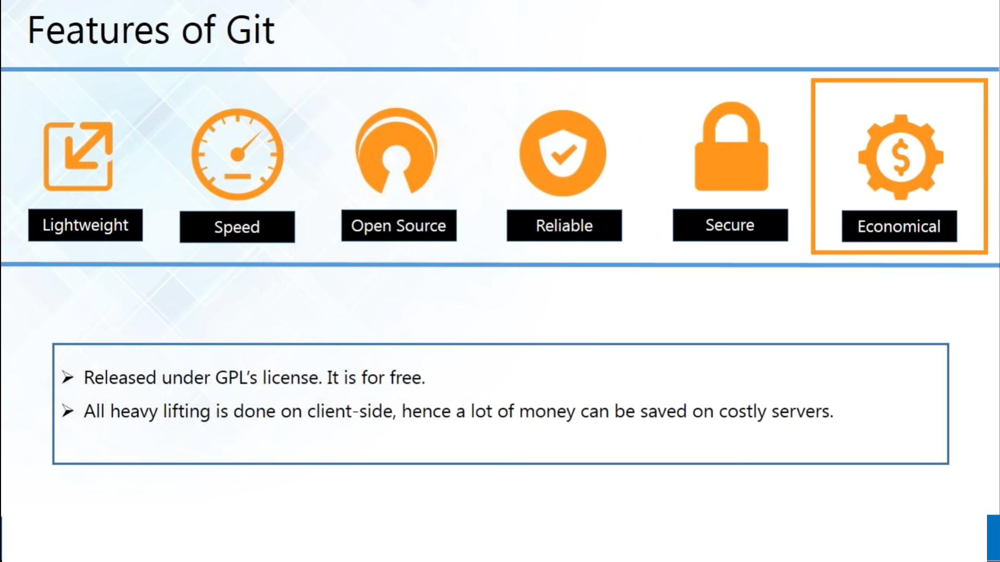 Features of Git
Lightweight
Speed
Open Source
Reliable
Secure
Economical
➢ Released under GPL’s license. It is for free.
➢ All heavy lifting is done on client-side, hence a lot of money can be saved on costly servers.